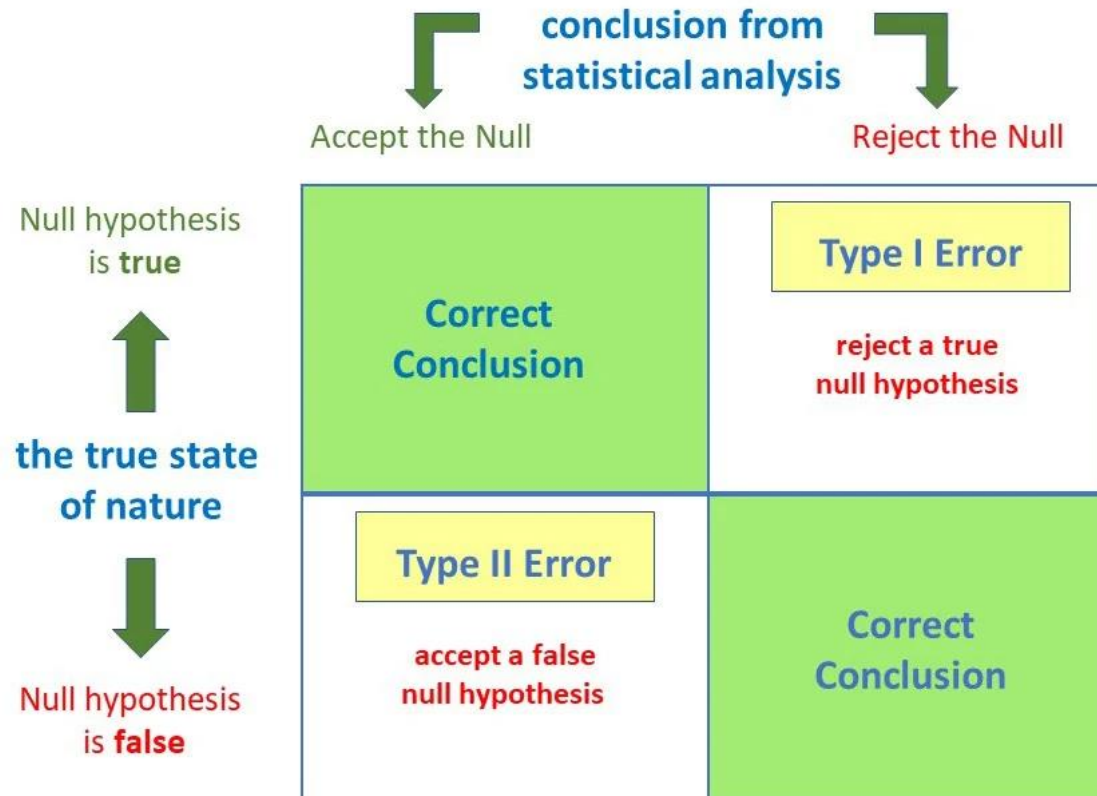 conclusion from
statistical analysis
Accept the Null
Reject the Null
Null hypothesis
is true
Type I Error
Correct
Conclusion
reject a true
null hypothesis
the true state
of nature
Type II Error
accept a false
null hypothesis
Correct
Conclusion
Null hypothesis
is false